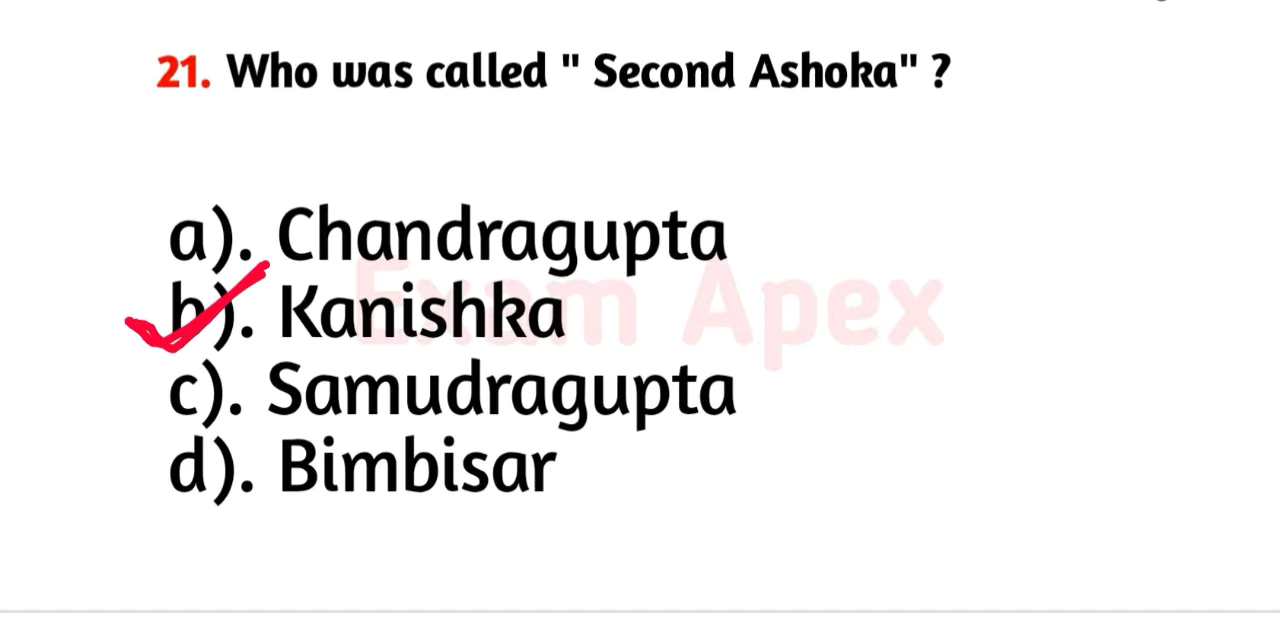 21. Who was called " Second Ashoka" ?
a). Chandragupta
b). Kanishka
c). Samudragupta
d). Bimbisar
Exam Apex